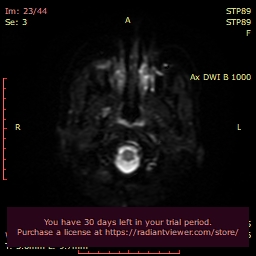 Im: 23/44
Se: 3
A
STP89
STP89
F
Ax DWI B 1000
R
L
You have 30 days left in your trial period.
Purchase a license at https://radiantviewer.com/store/